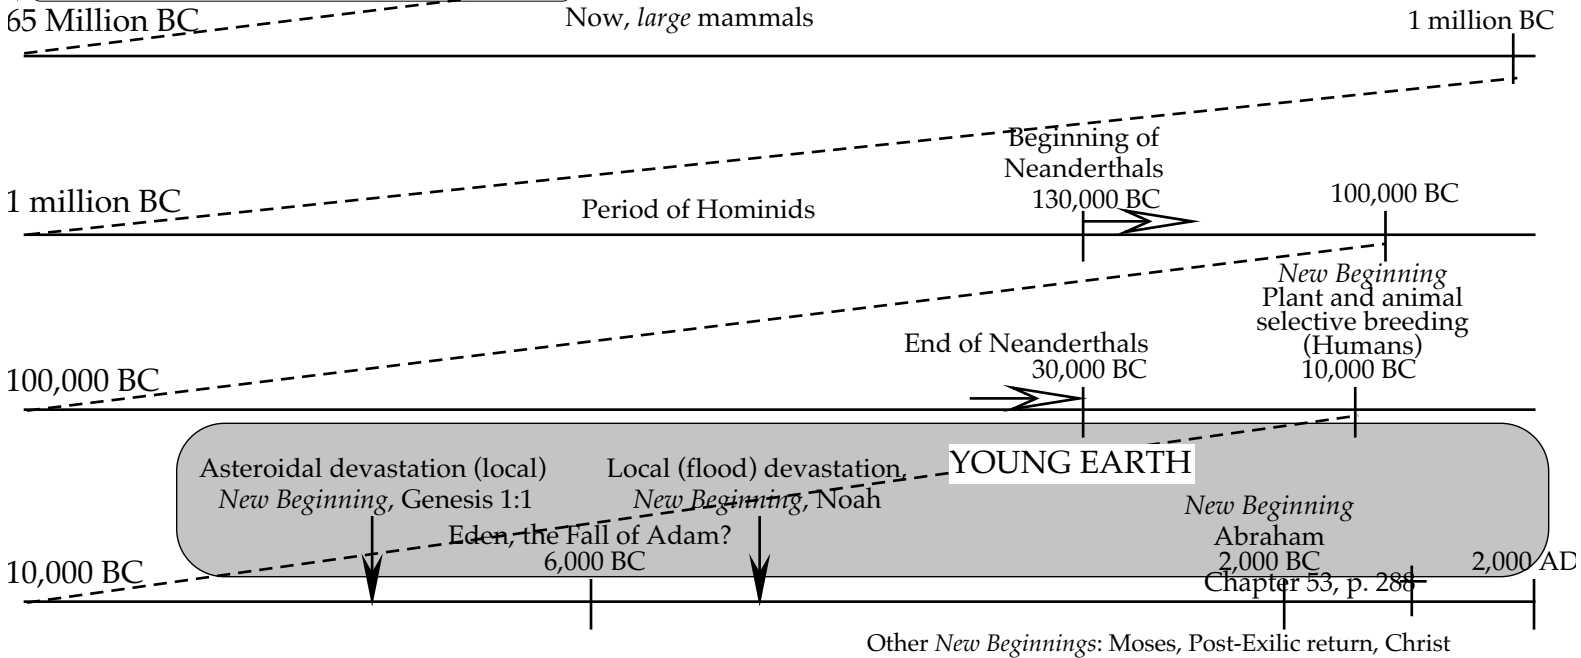 65 Million BC
Now, large mammals
1 million BC
Beginning of
Neanderthals
130,000 BC
100,000 BC
1 million BC
Period of Hominids
New Beginning
Plant and animal
selective breeding
(Humans)
10,000 BC
End of Neanderthals
30,000 BC
100,000 BC
YOUNG EARTH
Asteroidal devastation (local)
New Beginning, Genesis 1:1
Local (flood) devastation,
New Beginning, Noah
Eden, the Fall of Adam?
6,000 BC
New Beginning
Abraham
2,000 BC
Chapter 53, p. 288
2,000 AD
10,000 BC
Other New Beginnings: Moses, Post-Exilic return, Christ